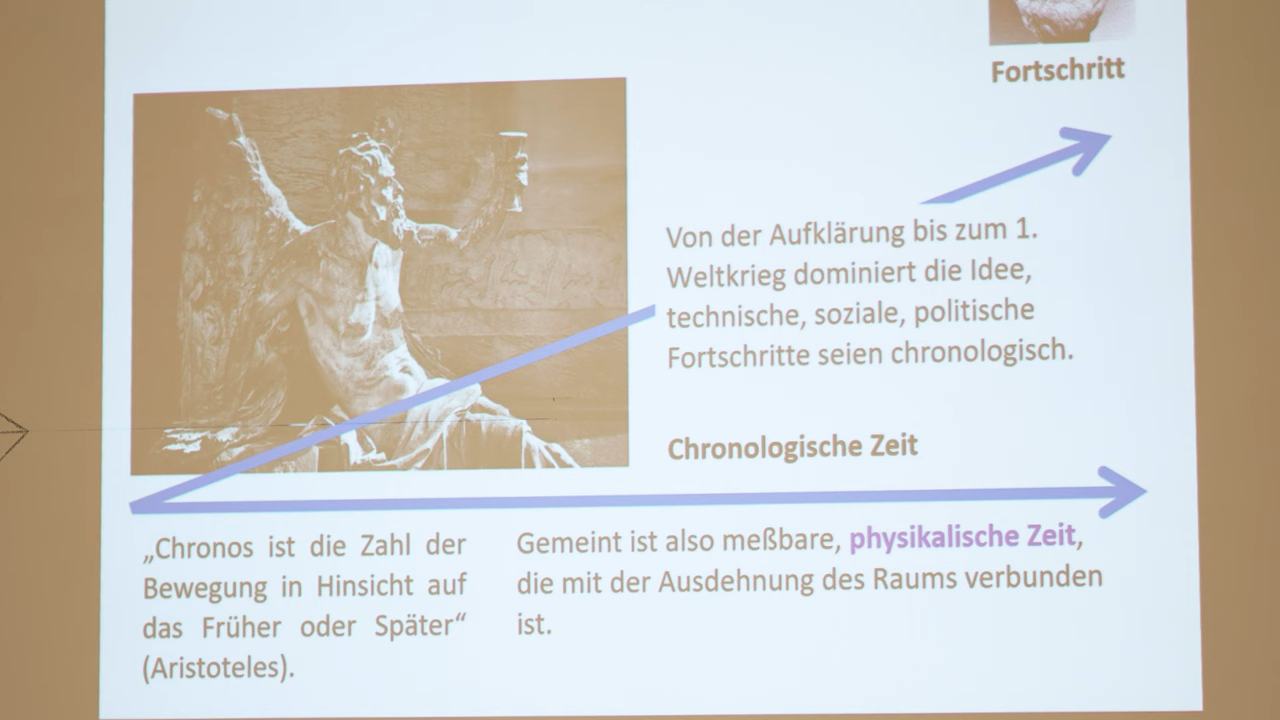 Fortschritt
Von der Aufklärung bis zum 1.
Weltkrieg dominiert die Idee,
technische, soziale, politische
Fortschritte seien chronologisch.
Chronologische Zeit
„Chronos ist die Zahl der
Bewegung in Hinsicht auf
das Früher oder Später“
(Aristoteles).
Gemeint ist also meßbare, physikalische Zeit,
die mit der Ausdehnung des Raums verbunden
ist.